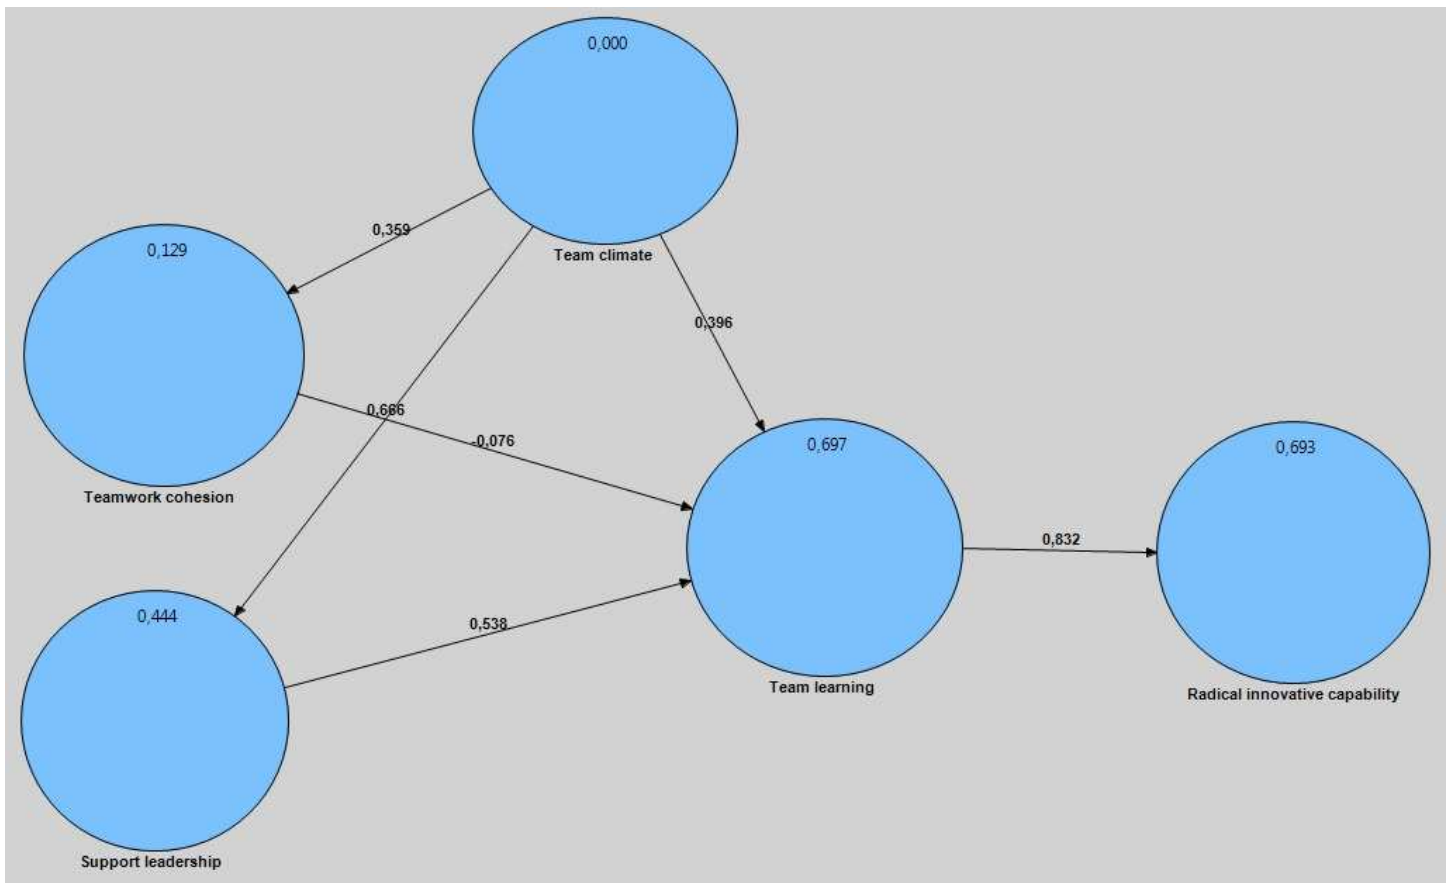 0,000
Team climate
0,359
0,129
Teamwork cohesion
0,396
0,666
-0,076
0,697
Team learning
0,832
0,693
Radical innovative capability
0,444
0,538
Support leadership